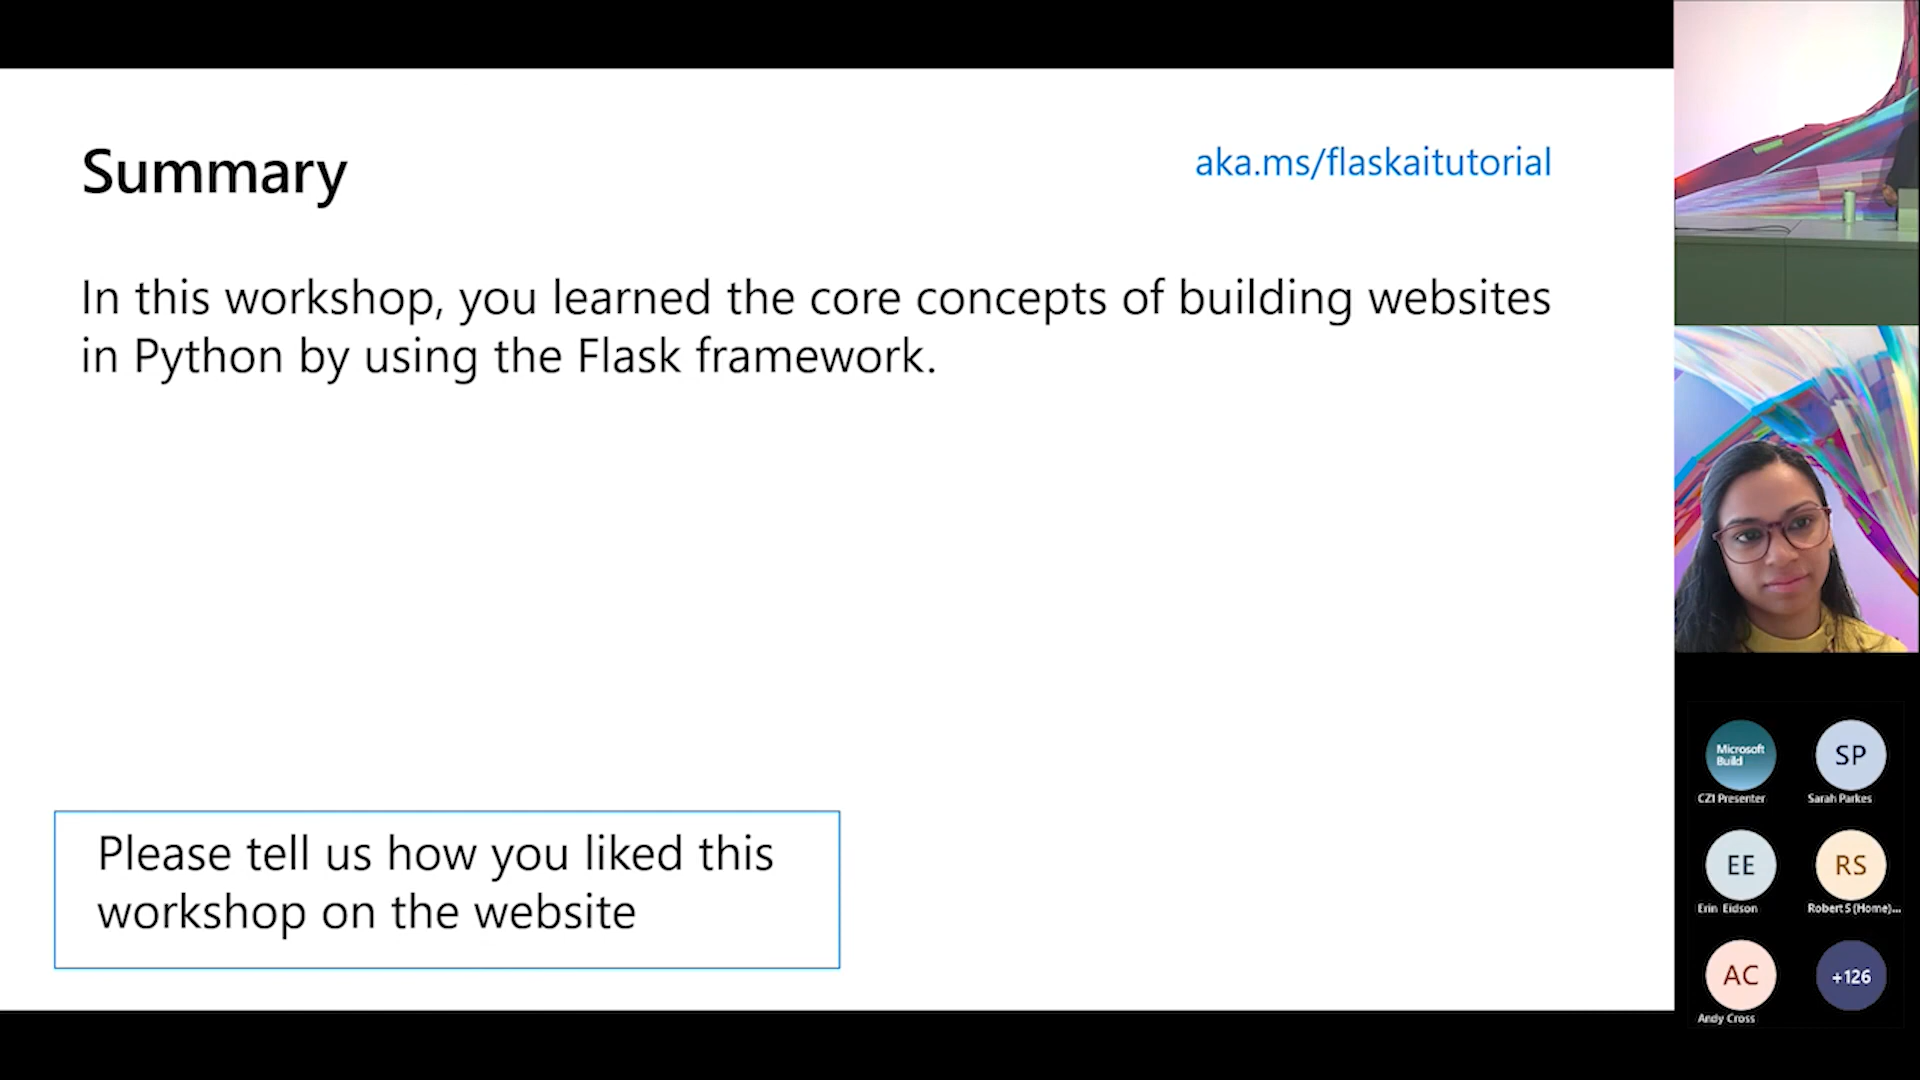 Summary
aka.ms/flaskaitutorial
In this workshop, you learned the core concepts of building websites
in Python by using the Flask framework.
Please tell us how you liked this
workshop on the website
Microsoft
Build
CZI Presenter
SP
Sarah Parkes
EE
Erin Eidson
RS
Robert S (Home)...
AC
Andy Cross
+126